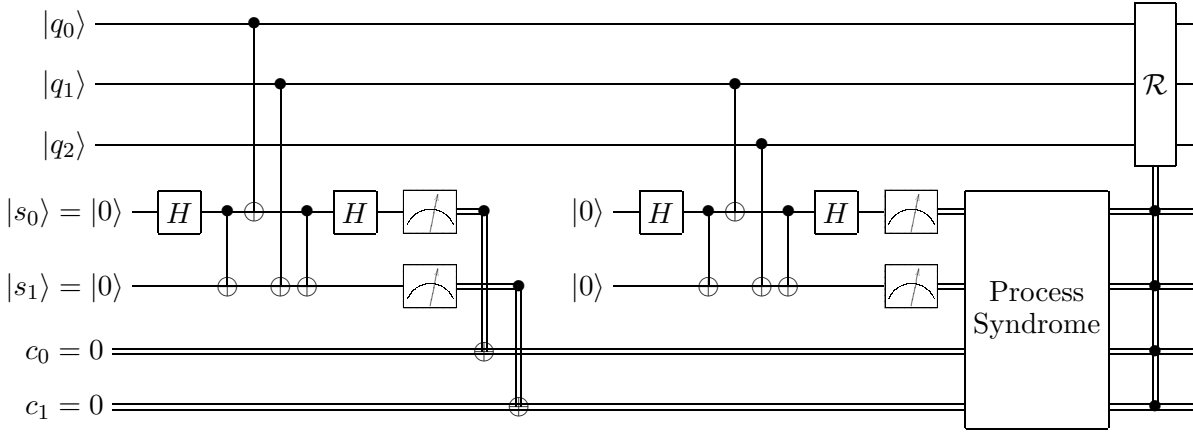 |q₀⟩
|q₁⟩
|q₂⟩
ℛ
|s₀⟩ = |0⟩ H H |0⟩ H H
|s₁⟩ = |0⟩ |0⟩
Process
Syndrome
c₀ = 0
c₁ = 0